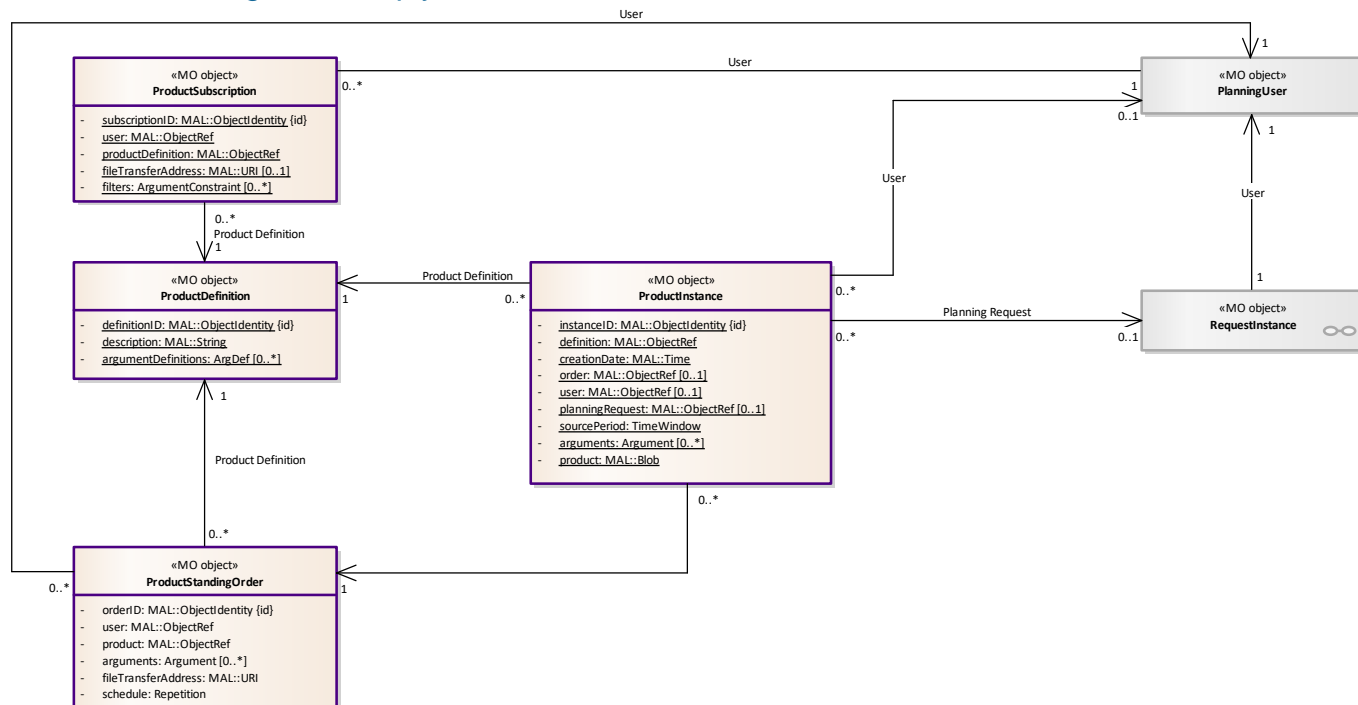 User
1
«MO object»
ProductSubscription
- subscriptionID: MAL::ObjectIdentity {id}
- user: MAL::ObjectRef
- productDefinition: MAL::ObjectRef
- fileTransferAddress: MAL::URI [0..1]
- filters: ArgumentConstraint [0..*]
0..*
User
1
0..1
«MO object»
PlanningUser
1
User
User
1
0..*
Product Definition
1
«MO object»
ProductDefinition
- definitionID: MAL::ObjectIdentity {id}
- description: MAL::String
- argumentDefinitions: ArgDef [0..*]
1
Product Definition
0..*
1
«MO object»
ProductInstance
- instanceID: MAL::ObjectIdentity {id}
- definition: MAL::ObjectRef
- creationDate: MAL::Time
- order: MAL::ObjectRef [0..1]
- user: MAL::ObjectRef [0..1]
- planningRequest: MAL::ObjectRef [0..1]
- sourcePeriod: TimeWindow
- arguments: Argument [0..*]
- product: MAL::Blob
0..*
0..*
Planning Request
0..1
«MO object»
RequestInstance
Product Definition
0..*
0..*
0..*
1
«MO object»
ProductStandingOrder
- orderID: MAL::ObjectIdentity {id}
- user: MAL::ObjectRef
- product: MAL::ObjectRef
- arguments: Argument [0..*]
- fileTransferAddress: MAL::URI
- schedule: Repetition